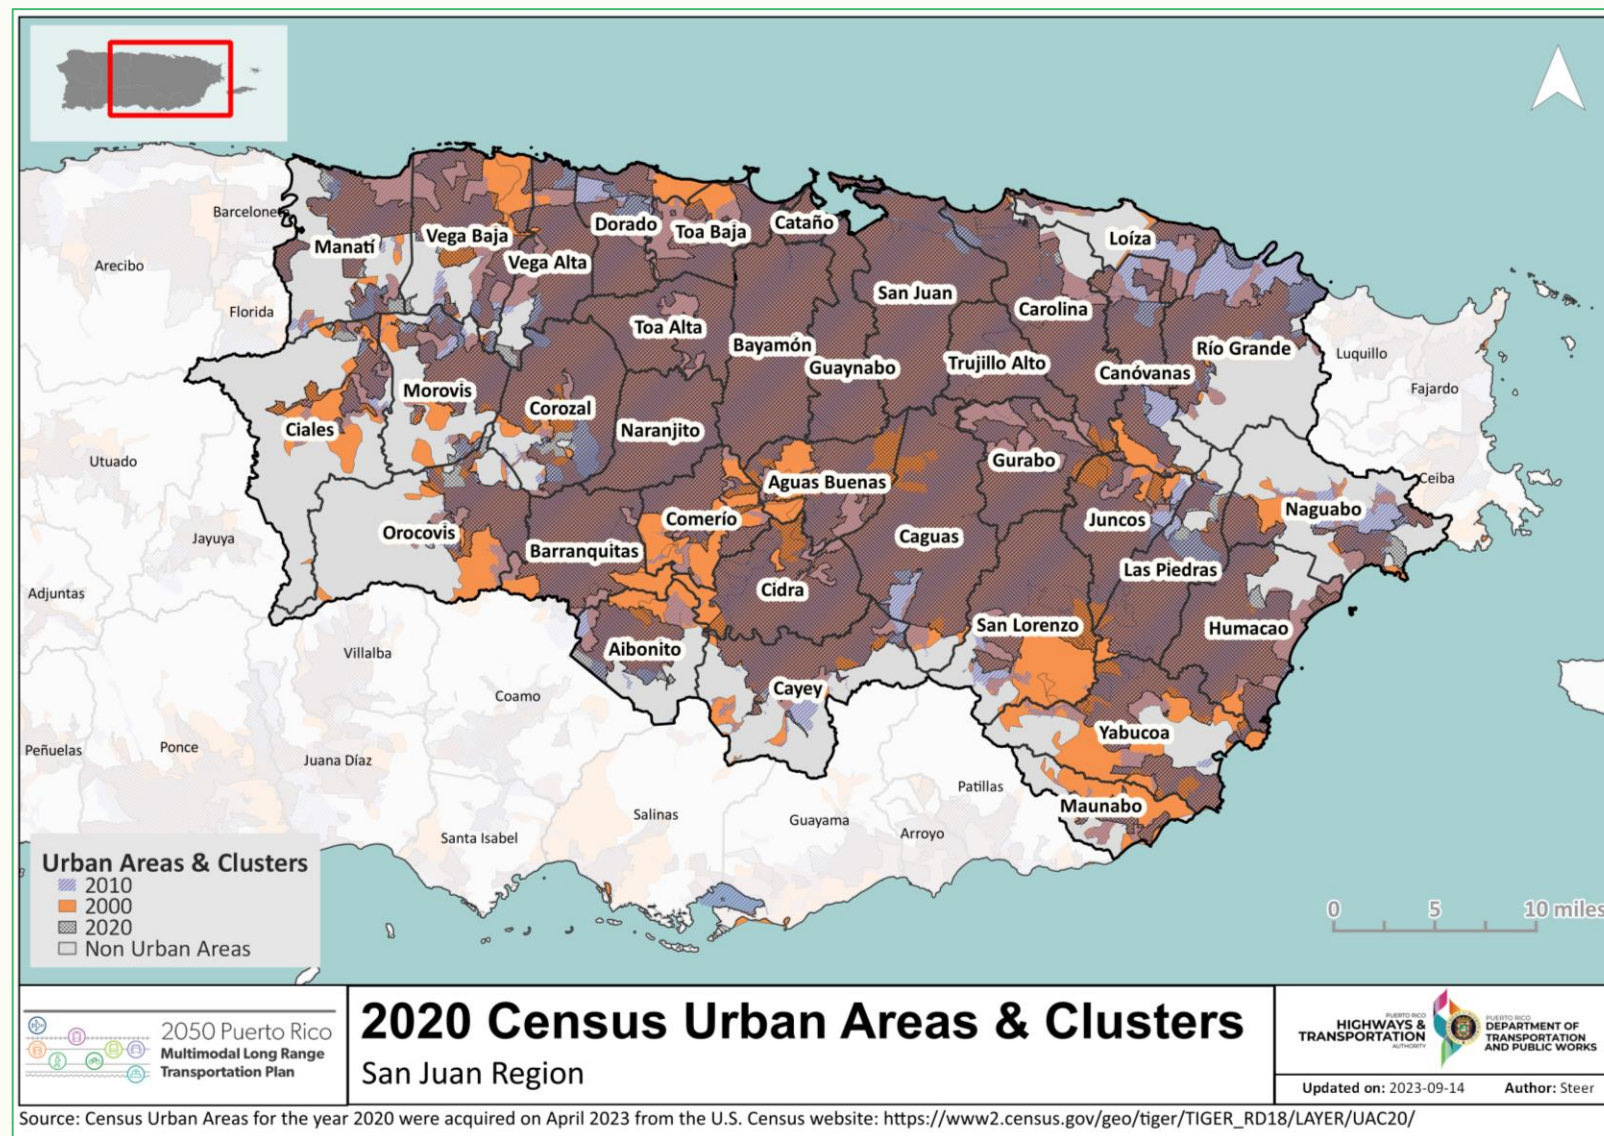 Barceloneta
Manatí
Vega Baja
Dorado
Toa Baja
Cataño
Loíza
Arecibo
Vega Alta
San Juan
Carolina
Florida
Toa Alta
Bayamón
Guaynabo
Trujillo Alto
Canóvanas
Río Grande
Luquillo
Fajardo
Morovis
Corozal
Ciales
Naranjito
Utuado
Gurabo
Aguas Buenas
Ceiba
Naguabo
Comerío
Juncos
Orocovis
Jayuya
Barranquitas
Caguas
Las Piedras
Adjuntas
Cidra
San Lorenzo
Humacao
Aibonito
Villalba
Coamo
Cayey
Yabucoa
Peñuelas
Ponce
Juana Díaz
Patillas
Maunabo
Salinas
Guayama
Arroyo
Santa Isabel
Urban Areas & Clusters
2010
2000
2020
Non Urban Areas
0 5 10 miles
2050 Puerto Rico
Multimodal Long Range
Transportation Plan
2020 Census Urban Areas & Clusters
San Juan Region
PUERTO RICO
HIGHWAYS &
TRANSPORTATION
AUTHORITY
PUERTO RICO
DEPARTMENT OF
TRANSPORTATION
AND PUBLIC WORKS
Updated on: 2023-09-14 Author: Steer
Source: Census Urban Areas for the year 2020 were acquired on April 2023 from the U.S. Census website: https://www2.census.gov/geo/tiger/TIGER_RD18/LAYER/UAC20/